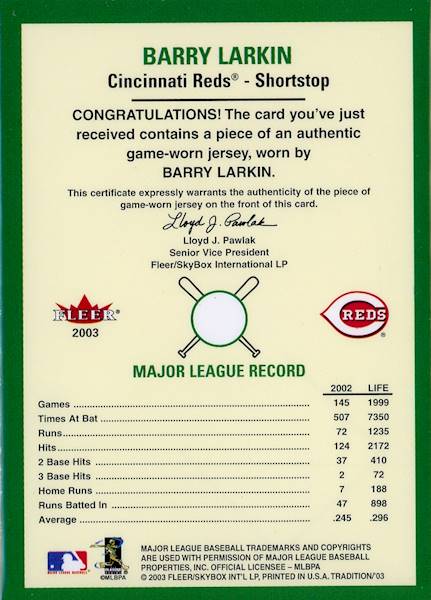 BARRY LARKIN
Cincinnati Reds® - Shortstop
CONGRATULATIONS! The card you've just
received contains a piece of an authentic
game-worn jersey, worn by
BARRY LARKIN.
This certificate expressly warrants the authenticity of the piece of
game-worn jersey on the front of this card.
Lloyd J. Pawlak
Lloyd J. Pawlak
Senior Vice President
Fleer/SkyBox International LP
FLEER®
2003
REDS
MAJOR LEAGUE RECORD
2002 LIFE
Games 145 1999
Times At Bat 507 7350
Runs 72 1235
Hits 124 2172
2 Base Hits 37 410
3 Base Hits 2 72
Home Runs 7 188
Runs Batted In 47 898
Average .245 .296
MAJOR LEAGUE BASEBALL TRADEMARKS AND COPYRIGHTS
ARE USED WITH PERMISSION OF MAJOR LEAGUE BASEBALL
PROPERTIES, INC. OFFICIAL LICENSEE – MLBPA
© 2003 FLEER/SKYBOX INT'L LP, PRINTED IN U.S.A. TRADITION/'03
©MLBPA